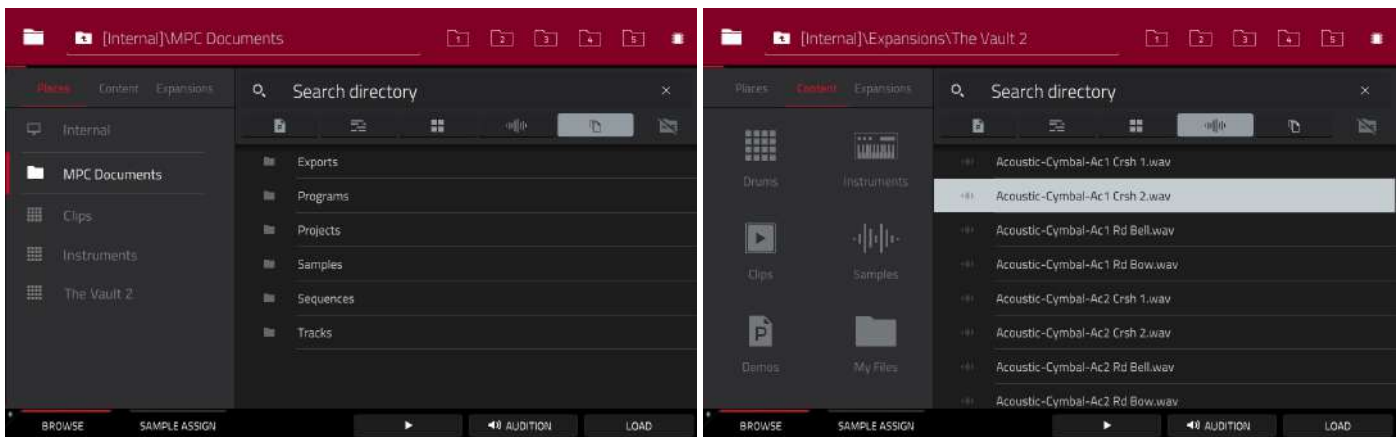 [Internal]\MPC Documents
1 2 3 4 5
Places Content Expansions
Search directory
Internal
MPC Documents
Clips
Instruments
The Vault 2
Exports
Programs
Projects
Samples
Sequences
Tracks
BROWSE SAMPLE ASSIGN AUDITION LOAD
[Internal]\Expansions\The Vault 2
1 2 3 4 5
Places Content Expansions
Search directory
Drums Instruments
Clips Samples
P
Demos My Files
Acoustic-Cymbal-Ac1 Crsh 1.wav
Acoustic-Cymbal-Ac1 Crsh 2.wav
Acoustic-Cymbal-Ac1 Rd Bell.wav
Acoustic-Cymbal-Ac1 Rd Bow.wav
Acoustic-Cymbal-Ac2 Crsh 1.wav
Acoustic-Cymbal-Ac2 Crsh 2.wav
Acoustic-Cymbal-Ac2 Rd Bell.wav
Acoustic-Cymbal-Ac2 Rd Bow.wav
BROWSE SAMPLE ASSIGN AUDITION LOAD